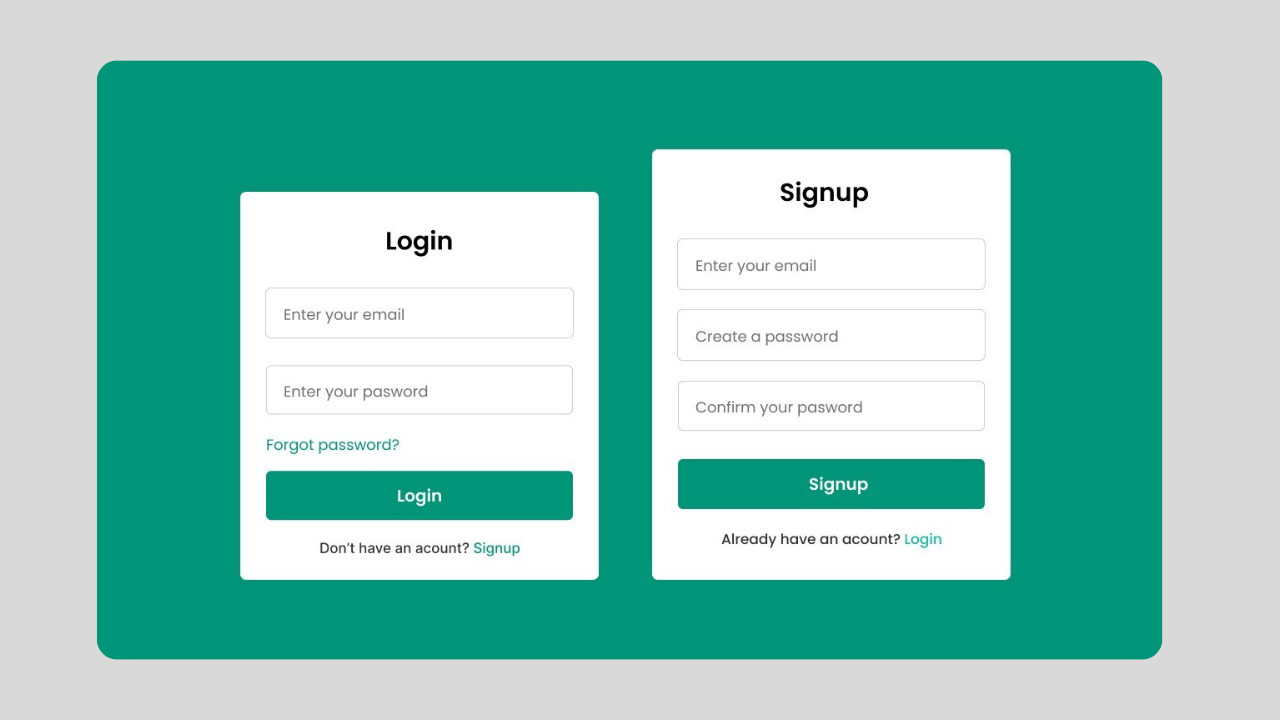 Login
Enter your email
Enter your pasword
Forgot password?
Login
Don't have an acount? Signup
Signup
Enter your email
Create a password
Confirm your pasword
Signup
Already have an acount? Login